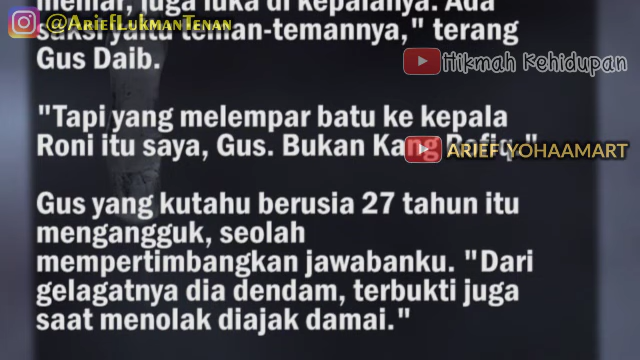 memar, juga luka di kepalanya. Ada
@AriefLukmanTenan
saksi yaitu teman-temannya," terang
Gus Daib.
Hikmah Kehidupan
"Tapi yang melempar batu ke kepala
Roni itu saya, Gus. Bukan Kang
ARIEF YOHAAMART
Gus yang kutahu berusia 27 tahun itu
mengangguk, seolah
mempertimbangkan jawabanku. "Dari
gelagatnya dia dendam, terbukti juga
saat menolak diajak damai."